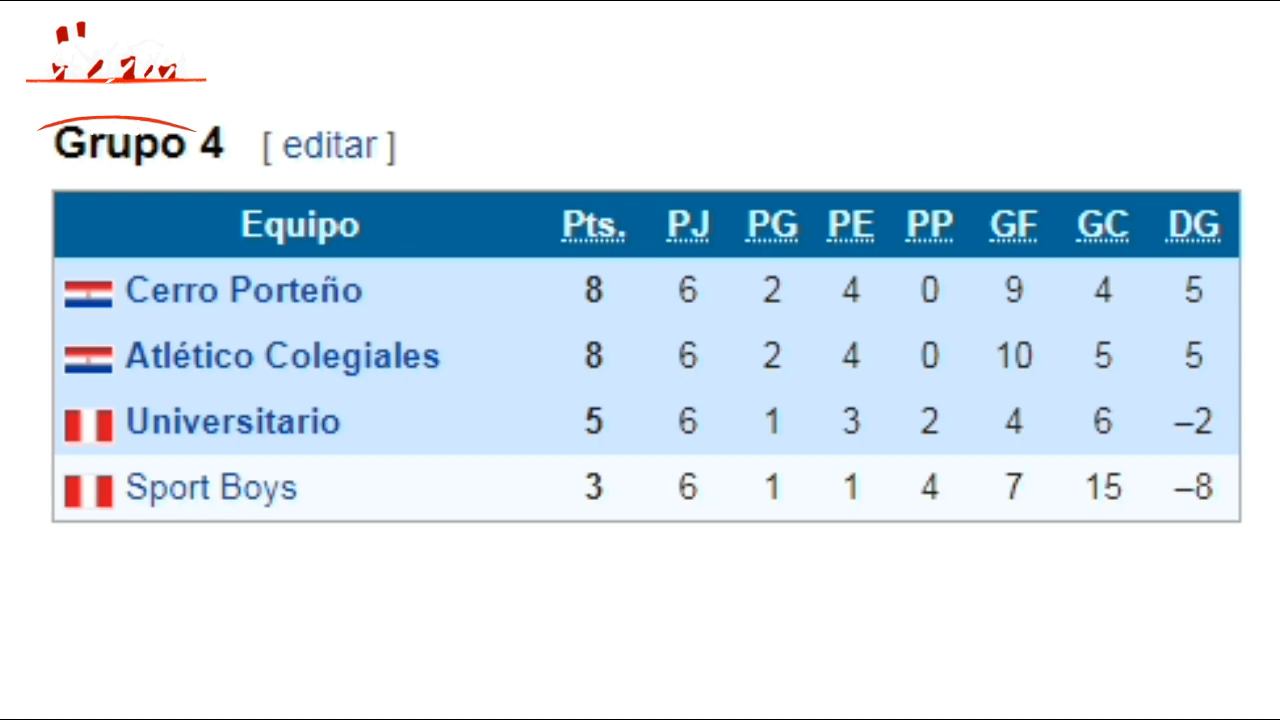 Grupo 4 [ editar ]
Equipo Pts. PJ PG PE PP GF GC DG
Cerro Porteño 8 6 2 4 0 9 4 5
Atlético Colegiales 8 6 2 4 0 10 5 5
Universitario 5 6 1 3 2 4 6 –2
Sport Boys 3 6 1 1 4 7 15 –8